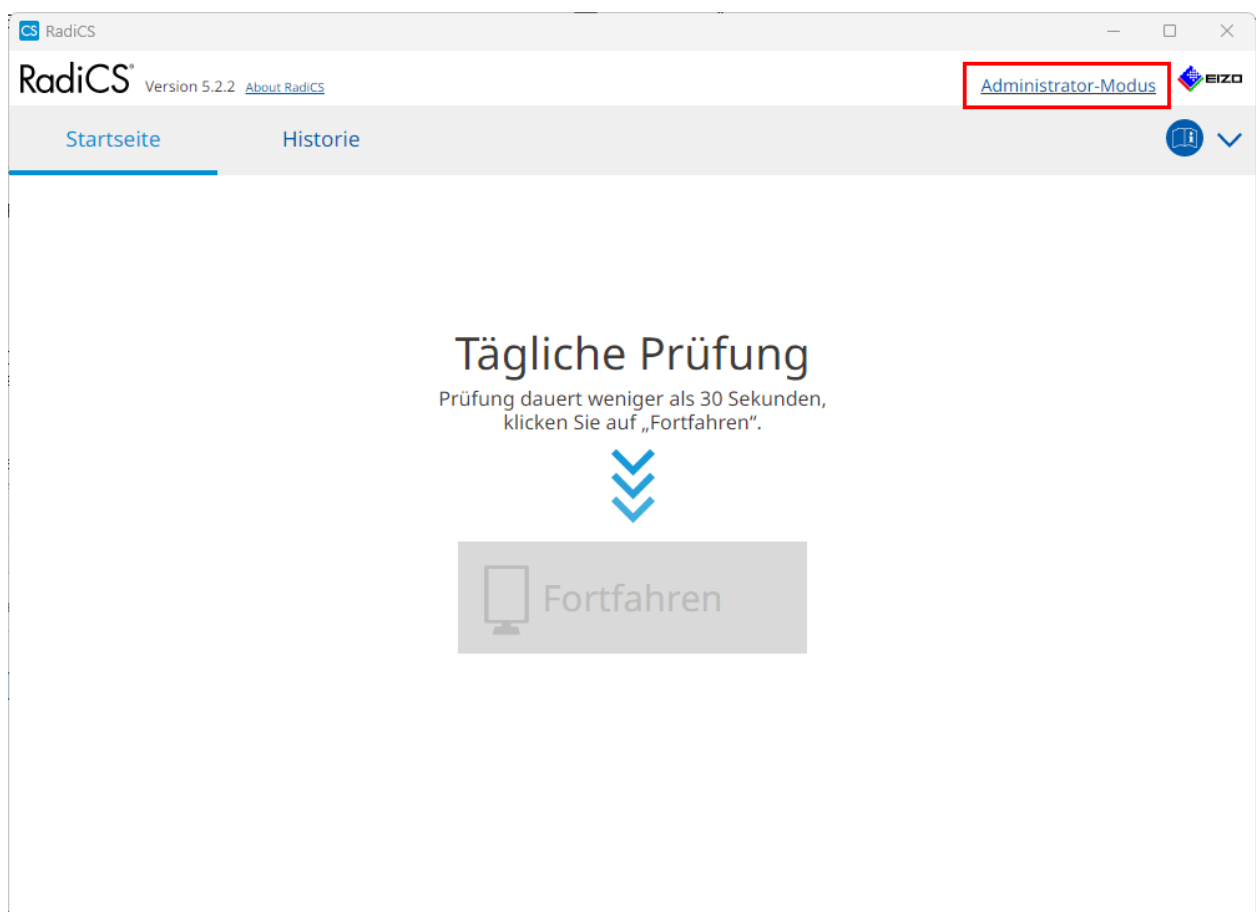 CS RadiCS
RadiCS® Version 5.2.2 About RadiCS Administrator-Modus EIZO
Startseite Historie
Tägliche Prüfung
Prüfung dauert weniger als 30 Sekunden,
klicken Sie auf „Fortfahren“.
Fortfahren